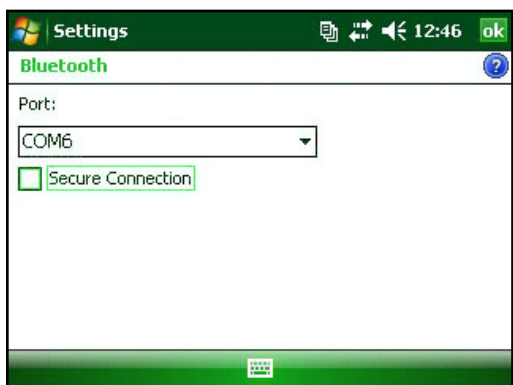 Settings 12:46 ok
Bluetooth ?
Port:
COM6
Secure Connection